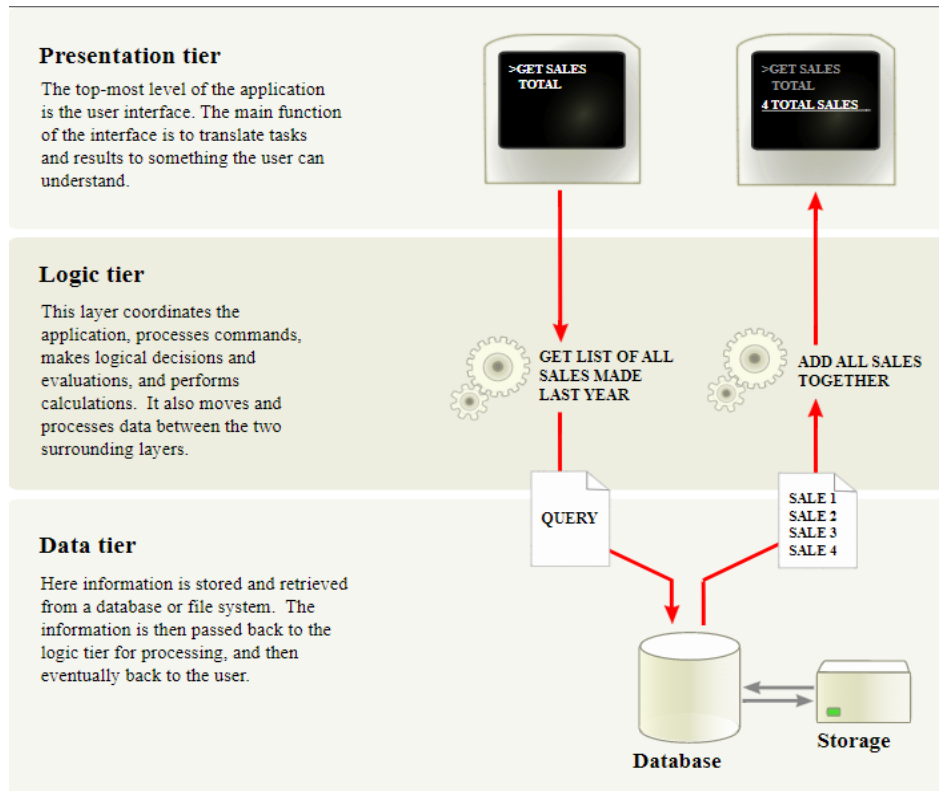 Presentation tier
The top-most level of the application
is the user interface. The main function
of the interface is to translate tasks
and results to something the user can
understand.
>GET SALES
TOTAL
>GET SALES
TOTAL
4 TOTAL SALES
Logic tier
This layer coordinates the
application, processes commands,
makes logical decisions and
evaluations, and performs
calculations. It also moves and
processes data between the two
surrounding layers.
GET LIST OF ALL
SALES MADE
LAST YEAR
ADD ALL SALES
TOGETHER
QUERY
SALE 1
SALE 2
SALE 3
SALE 4
Data tier
Here information is stored and retrieved
from a database or file system. The
information is then passed back to the
logic tier for processing, and then
eventually back to the user.
Database
Storage